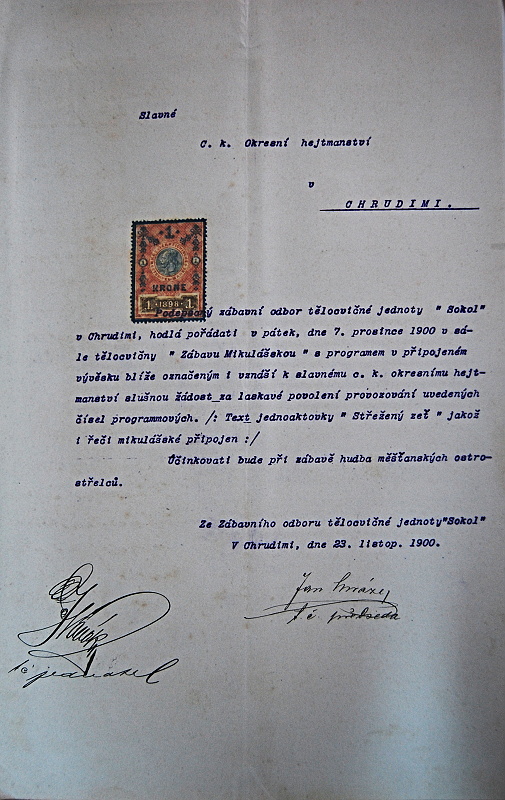 Slavné
C. k. Okresní hejtmanství
v
CHRUDIMI.
1
KRONE
1 1898 1
Podepsaný zábavní odbor tělocvičné jednoty " Sokol"
v Chrudimi, hodlá pořádati v pátek, dne 7. prosince 1900 v sá-
le tělocvičny " Zábavu Mikulášskou " s programem v připojeném
vývěsku blíže označeným i vznáší k slavnému c. k. okresnímu hejt-
manství slušnou žádost za laskavé povolení provozování uvedených
čísel programmových. /: Text jednoaktovky " Střežený zeť " jakož
i řeči mikulášské připojen :/
Účinkovati bude při zábavě hudba měšťanských ostro-
střelců.
Ze Zábavního odboru tělocvičné jednoty"Sokol"
V Chrudimi, dne 23. listop. 1900.
Jan
t. č. předseda
t. č. jednatel